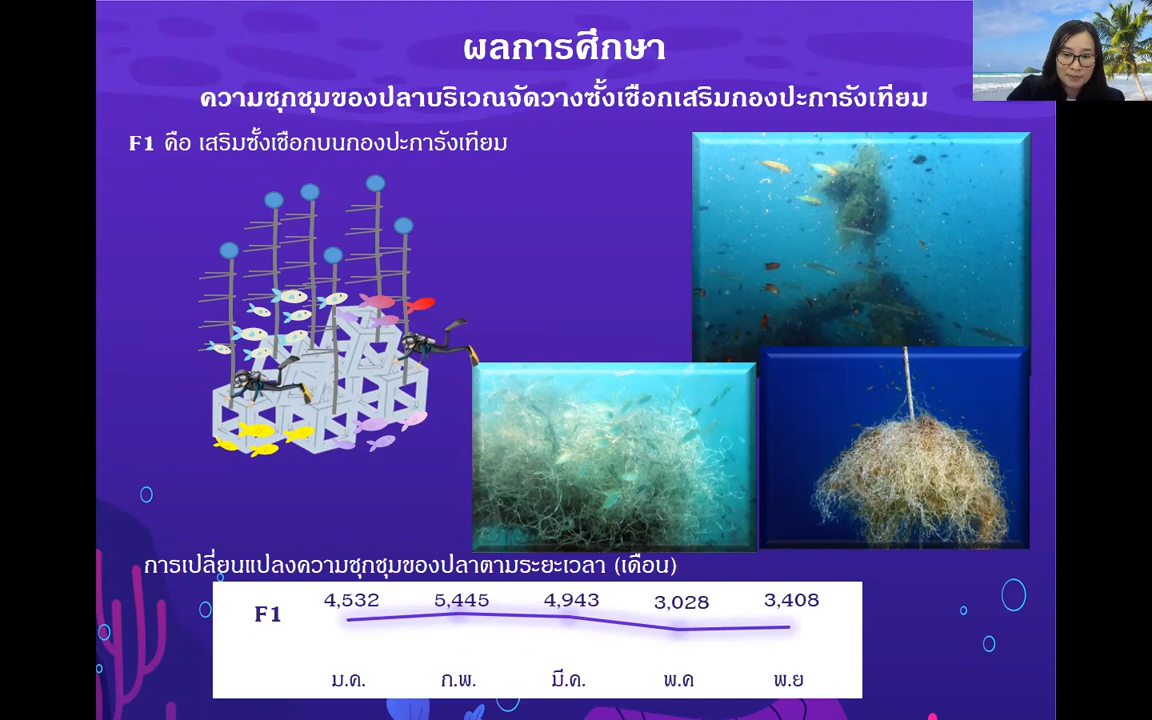 ผลการศึกษา
ความชุกชุมของปลาบริเวณจัดวางซั้งเชือกเสริมกองปะการังเทียม
F1 คือ เสริมซั้งเชือกบนกองปะการังเทียม
การเปลี่ยนแปลงความชุกชุมของปลาตามระยะเวลา (เดือน)
F1 4,532 5,445 4,943 3,028 3,408
ม.ค. ก.พ. มี.ค. พ.ค พ.ย